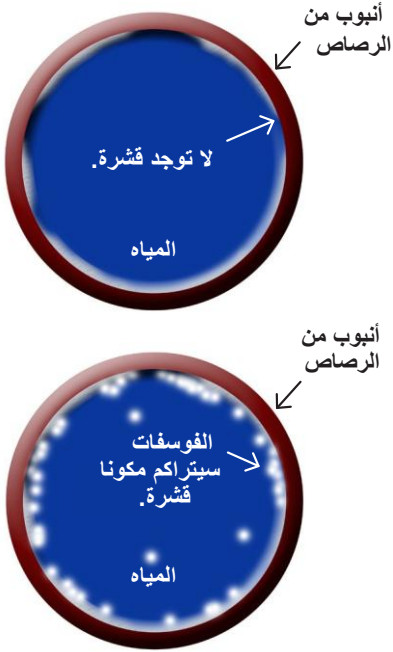 أنبوب من
الرصاص
لا توجد قشرة.
المياه
أنبوب من
الرصاص
الفوسفات
سيتراكم مكونا
قشرة.
المياه